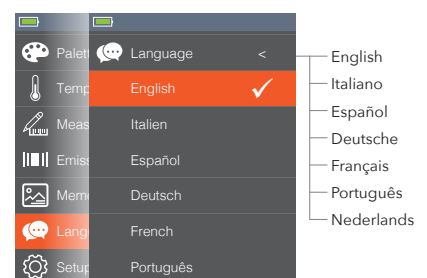 Palett
Temp
Meas
Emiss
Memo
Lang
Setup
Language <
English
Italien
Español
Deutsch
French
Português
English
Italiano
Español
Deutsche
Français
Português
Nederlands